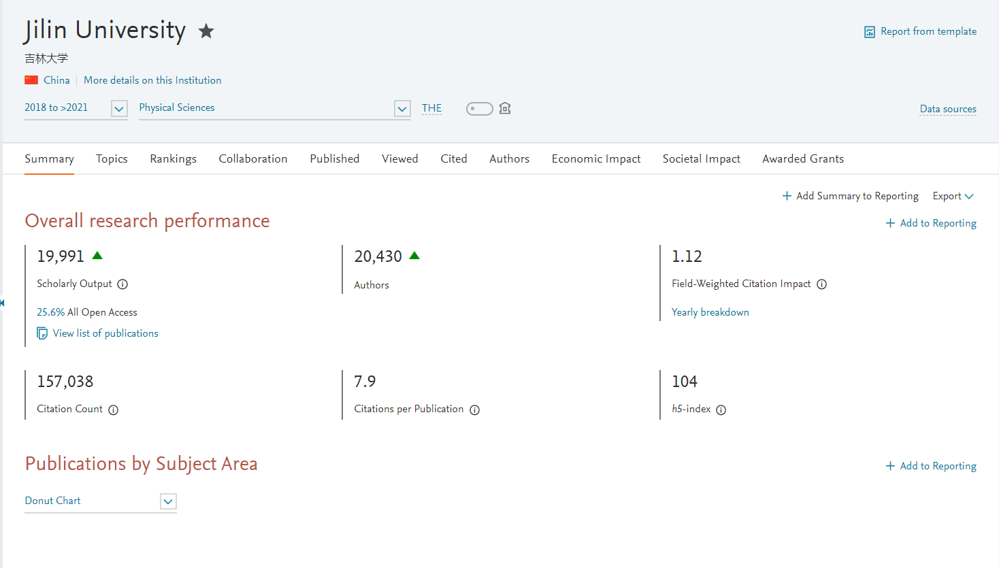 Jilin University
Report from template
吉林大学
China
More details on this Institution
2018 to >2021
Physical Sciences
THE
Data sources
Summary
Topics
Rankings
Collaboration
Published
Viewed
Cited
Authors
Economic Impact
Societal Impact
Awarded Grants
+ Add Summary to Reporting
Export
Overall research performance
+ Add to Reporting
19,991
Scholarly Output
25.6% All Open Access
View list of publications
20,430
Authors
1.12
Field-Weighted Citation Impact
Yearly breakdown
157,038
Citation Count
7.9
Citations per Publication
104
h5-index
Publications by Subject Area
+ Add to Reporting
Donut Chart